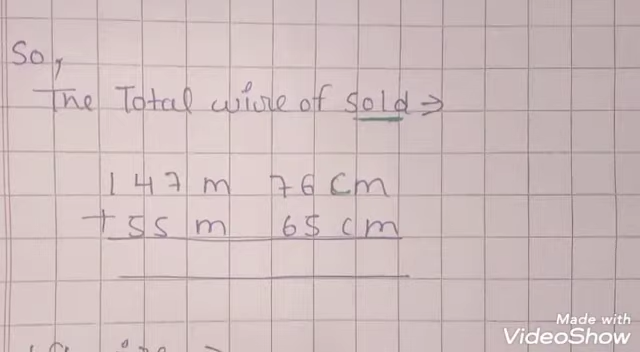 So,
The Total wire of sold ⇒
147 m 76 cm
+ 55 m 65 cm
Made with
VideoShow